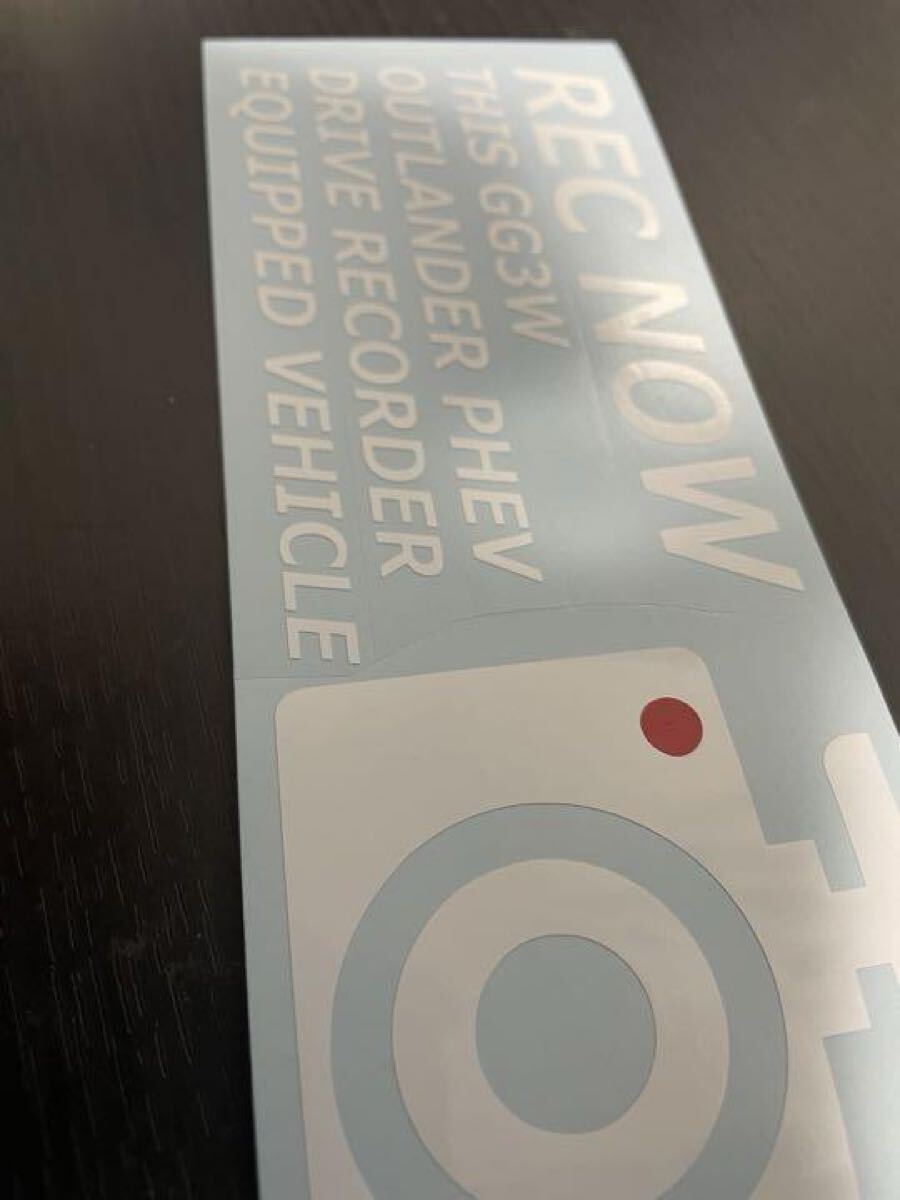 REC NOW
THIS GG3W
OUTLANDER PHEV
DRIVE RECORDER
EQUIPPED VEHICLE